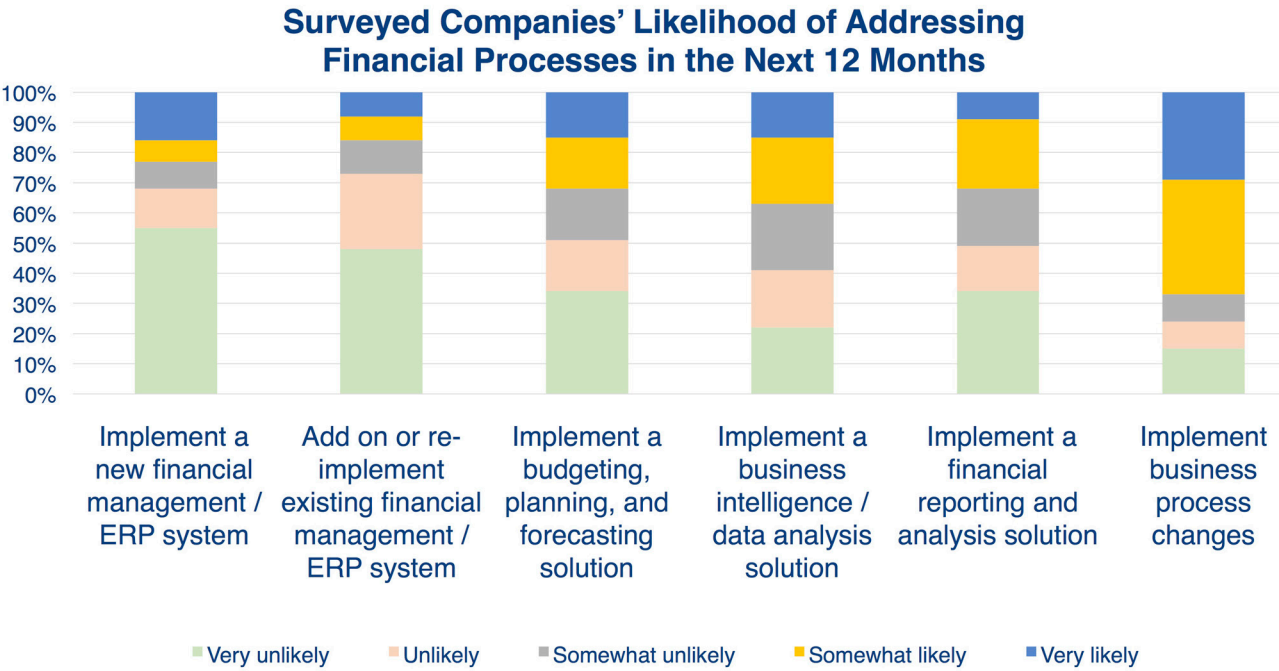 Surveyed Companies’ Likelihood of Addressing
Financial Processes in the Next 12 Months
100%
90%
80%
70%
60%
50%
40%
30%
20%
10%
0%
Implement a
new financial
management /
ERP system
Add on or re-
implement
existing financial
management /
ERP system
Implement a
budgeting,
planning, and
forecasting
solution
Implement a
business
intelligence /
data analysis
solution
Implement a
financial
reporting and
analysis solution
Implement
business
process
changes
Very unlikely
Unlikely
Somewhat unlikely
Somewhat likely
Very likely